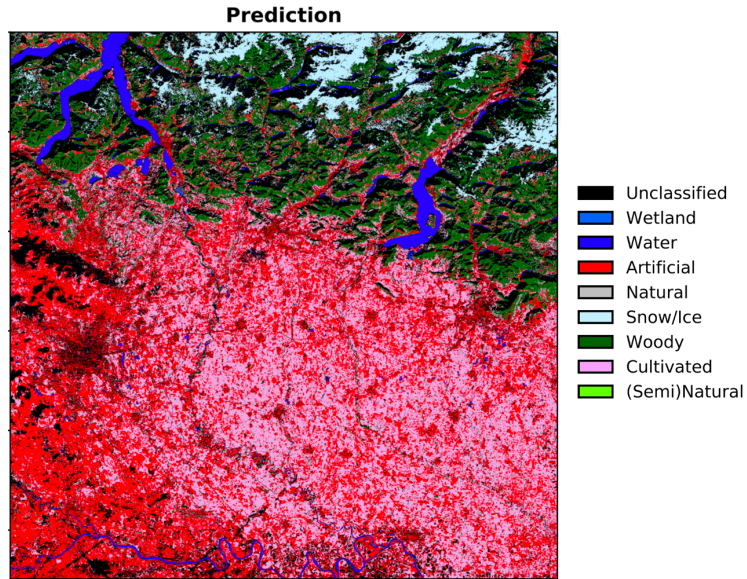 Prediction
Unclassified
Wetland
Water
Artificial
Natural
Snow/Ice
Woody
Cultivated
(Semi)Natural